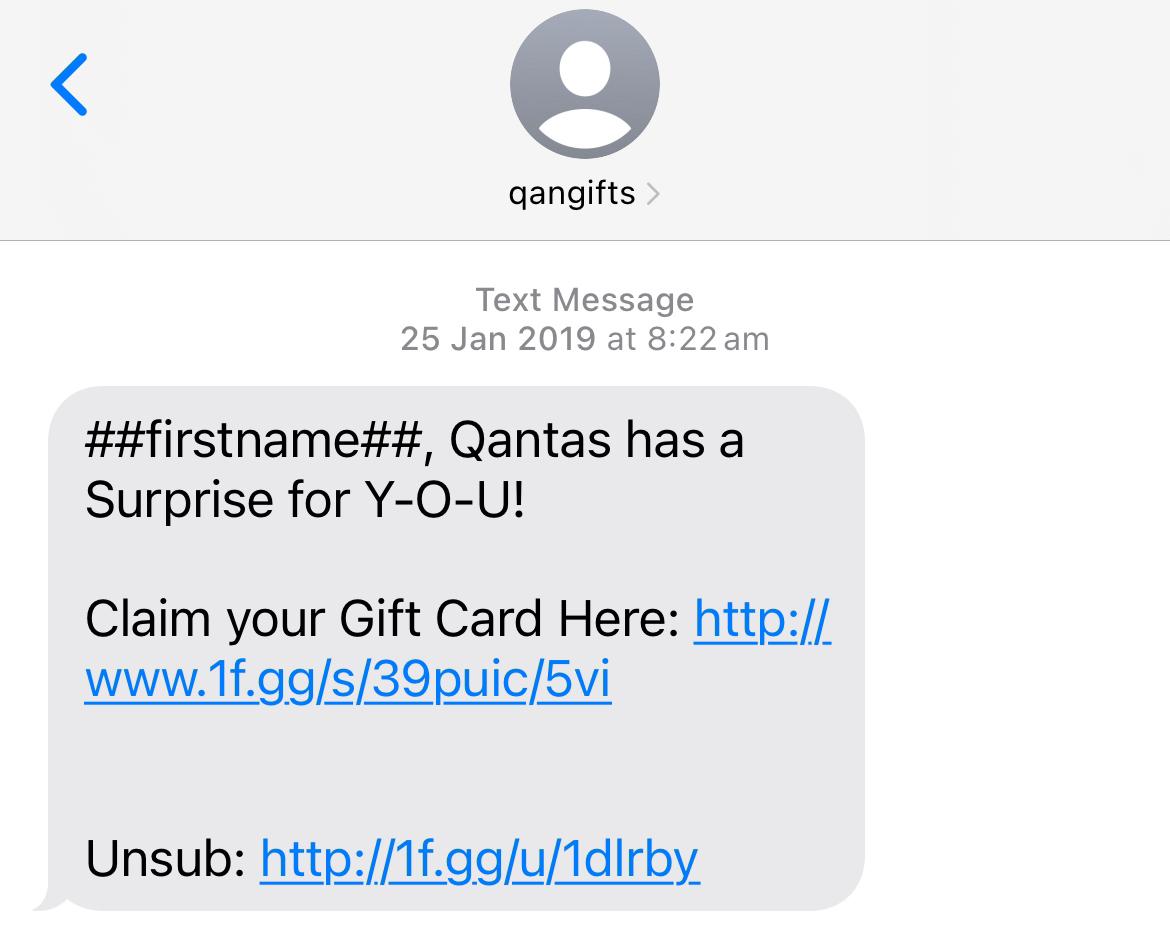 qangifts
Text Message
25 Jan 2019 at 8:22 am
##firstname##, Qantas has a
Surprise for Y-O-U!
Claim your Gift Card Here: http://
www.1f.gg/s/39puic/5vi
Unsub: http://1f.gg/u/1dlrby